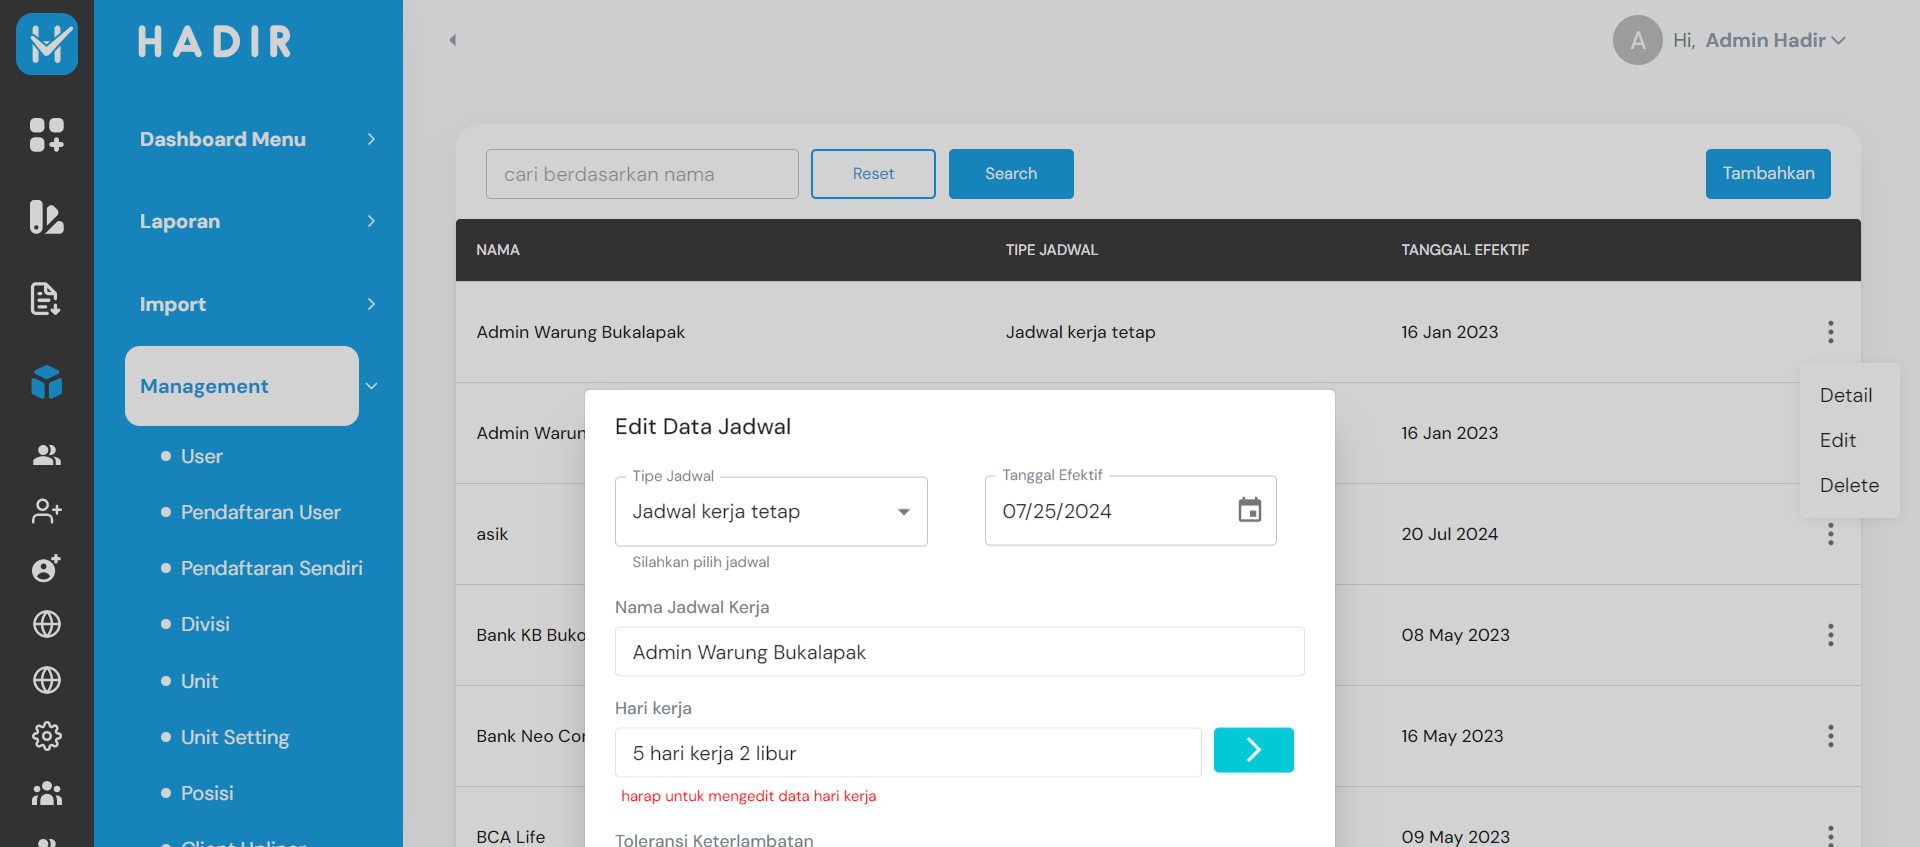 HADIR
Hi, Admin Hadir
A
Dashboard Menu
Laporan
Import
Management
User
Pendaftaran User
Pendaftaran Sendiri
Divisi
Unit
Unit Setting
Posisi
cari berdasarkan nama
Reset
Search
Tambahkan
NAMA TIPE JADWAL TANGGAL EFEKTIF
Admin Warung Bukalapak Jadwal kerja tetap 16 Jan 2023
Admin Warun 16 Jan 2023
asik 20 Jul 2024
Bank KB Buko 08 May 2023
Bank Neo Cor 16 May 2023
BCA Life 09 May 2023
Detail
Edit
Delete
Edit Data Jadwal
Tipe Jadwal
Jadwal kerja tetap
Silahkan pilih jadwal
Tanggal Efektif
07/25/2024
Nama Jadwal Kerja
Admin Warung Bukalapak
Hari kerja
5 hari kerja 2 libur
harap untuk mengedit data hari kerja
Toleransi Keterlambatan